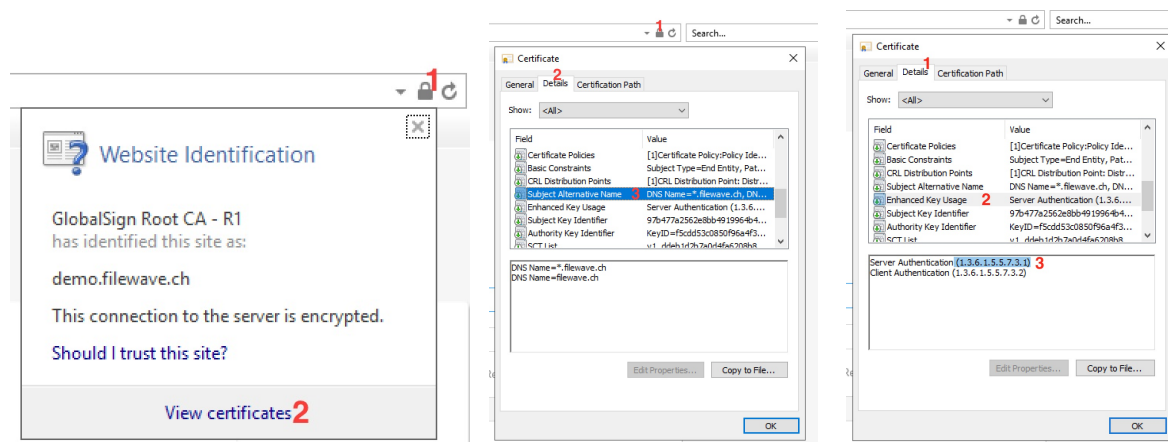 1
Website Identification
GlobalSign Root CA - R1
has identified this site as:
demo.filewave.ch
This connection to the server is encrypted.
Should I trust this site?
View certificates 2
1
Search...
Certificate
2
General Details Certification Path
Show: <All>
Field Value
Certificate Policies [1]Certificate Policy:Policy Ide...
Basic Constraints Subject Type=End Entity, Pat...
CRL Distribution Points [1]CRL Distribution Point: Distr...
Subject Alternative Name 3 DNS Name=*.filewave.ch, DN...
Enhanced Key Usage Server Authentication (1.3.6....
Subject Key Identifier 97b477a2562e8bb4919964b4...
Authority Key Identifier KeyID=f5cdd53c0850f96a4f3...
SCT List v1, ddeb1d2b7a0d4fa6208b8...
DNS Name=*.filewave.ch
DNS Name=filewave.ch
Edit Properties... Copy to File...
OK
Search...
Certificate
1
General Details Certification Path
Show: <All>
Field Value
Certificate Policies [1]Certificate Policy:Policy Ide...
Basic Constraints Subject Type=End Entity, Pat...
CRL Distribution Points [1]CRL Distribution Point: Distr...
Subject Alternative Name DNS Name=*.filewave.ch, DN...
Enhanced Key Usage 2 Server Authentication (1.3.6....
Subject Key Identifier 97b477a2562e8bb4919964b4...
Authority Key Identifier KeyID=f5cdd53c0850f96a4f3...
SCT List v1, ddeb1d2b7a0d4fa6208b8...
Server Authentication (1.3.6.1.5.5.7.3.1) 3
Client Authentication (1.3.6.1.5.5.7.3.2)
Edit Properties... Copy to File...
OK